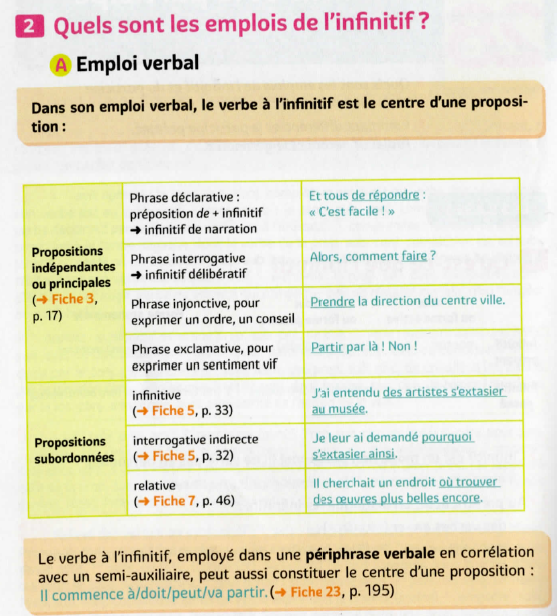 2 Quels sont les emplois de l'infinitif ?
A Emploi verbal
Dans son emploi verbal, le verbe à l'infinitif est le centre d'une proposi-
tion :
Propositions
indépendantes
ou principales
(➜ Fiche 3,
p. 17)
Phrase déclarative :
préposition de + infinitif
➜ infinitif de narration
Et tous de répondre :
« C'est facile ! »
Phrase interrogative
➜ infinitif délibératif
Alors, comment faire ?
Phrase injonctive, pour
exprimer un ordre, un conseil
Prendre la direction du centre ville.
Phrase exclamative, pour
exprimer un sentiment vif
Partir par là ! Non !
Propositions
subordonnées
infinitive
(➜ Fiche 5, p. 33)
J'ai entendu des artistes s'extasier
au musée.
interrogative indirecte
(➜ Fiche 5, p. 32)
Je leur ai demandé pourquoi
s'extasier ainsi.
relative
(➜ Fiche 7, p. 46)
Il cherchait un endroit où trouver
des œuvres plus belles encore.
Le verbe à l'infinitif, employé dans une périphrase verbale en corrélation
avec un semi-auxiliaire, peut aussi constituer le centre d'une proposition :
Il commence à/doit/peut/va partir. (➜ Fiche 23, p. 195)